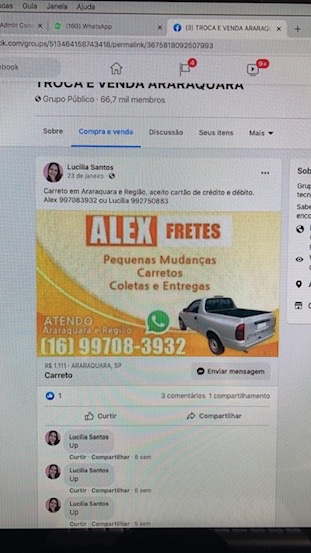 soas Guia Janela Ajuda
Admin Con
(160) WhatsApp
(3) TROCA E VENDA ARARAQ
ok.com/groups/513464168743418/permalink/3675818092507993
ebook
4
9+
TROCA E VENDA ARARAQUARA
Grupo Público · 66,7 mil membros
Sobre Compra e venda Discussão Seus itens Mais
Lucilia Santos
23 de janeiro
Carreto em Araraquara e Região, aceito cartão de crédito e débito.
Alex 997083932 ou Lucília 992750883
ALEX FRETES
Pequenas Mudanças
Carretos
Coletas e Entregas
ATENDO
Araraquara e Região
(16) 99708-3932
R$ 1.111 · ARARAQUARA, SP
Carreto
Enviar mensagem
1
3 comentários 1 compartilhamento
Curtir Compartilhar
Lucilia Santos
Up
Curtir · Compartilhar · 6 sem
Lucilia Santos
Up
Curtir · Compartilhar · 6 sem
Lucilia Santos
Up
Curtir · Compartilhar · 5 sem
Sob
Grup
tecn
Sabe
enco